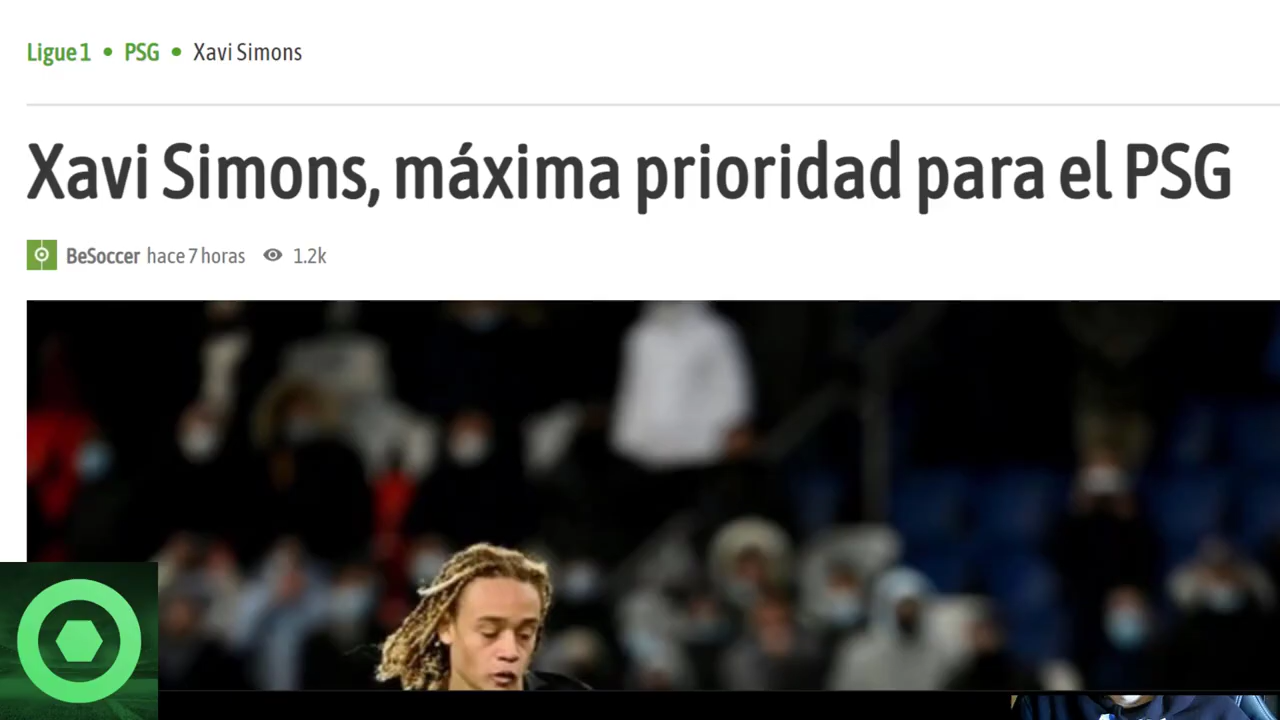 Ligue 1 • PSG • Xavi Simons
Xavi Simons, máxima prioridad para el PSG
BeSoccer hace 7 horas 1.2k